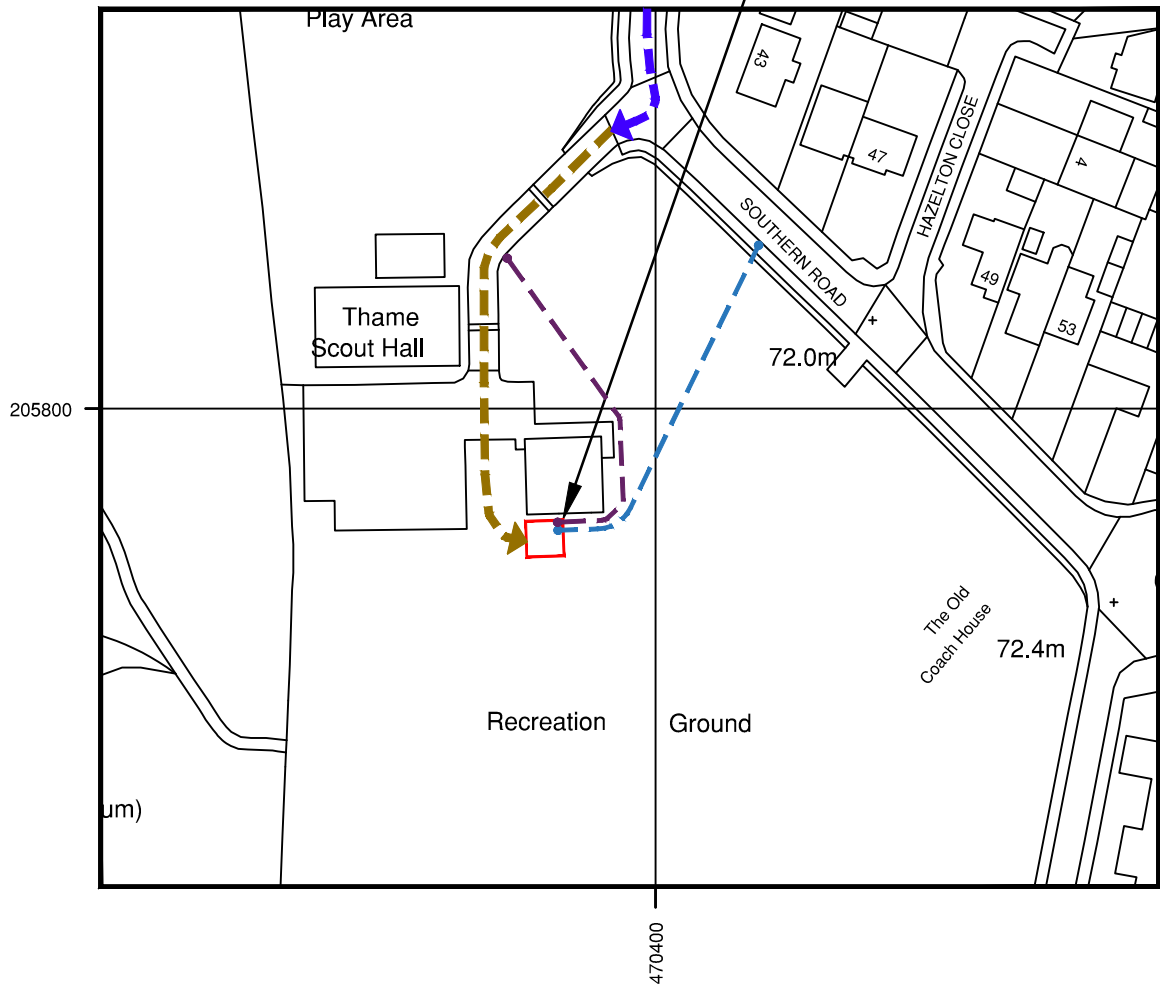 Play Area
43
47
HAZELTON CLOSE
4
SOUTHERN ROAD
49
53
Thame
Scout Hall
72.0m
205800
The Old
Coach House
72.4m
Recreation Ground
um)
470400